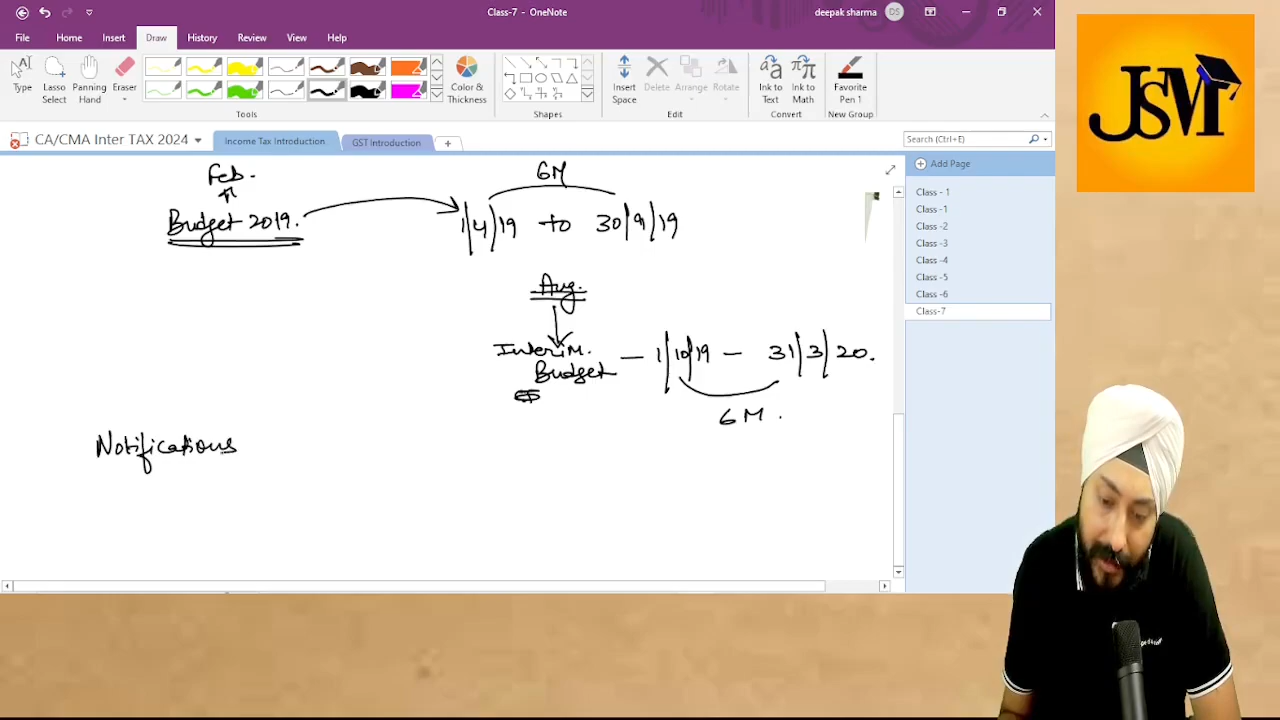 Class-7 - OneNote
deepak sharma
DS
File
Home
Insert
Draw
History
Review
View
Help
Type
Lasso
Select
Panning
Hand
Eraser
Color &
Thickness
Insert
Space
Delete
Arrange
Rotate
Ink to
Text
Ink to
Math
Favorite
Pen 1
Tools
Shapes
Edit
Convert
New Group
CA/CMA Inter TAX 2024
Income Tax Introduction
GST Introduction
Search (Ctrl+E)
Add Page
Class - 1
Class -1
Class -2
Class -3
Class -4
Class -5
Class -6
Class-7
Feb.
6M
Budget 2019.
1|4|19 to 30|9|19
Aug.
Interim. — 1|10|19 — 31|3|20.
Budget
6 M.
Notifications
JSM